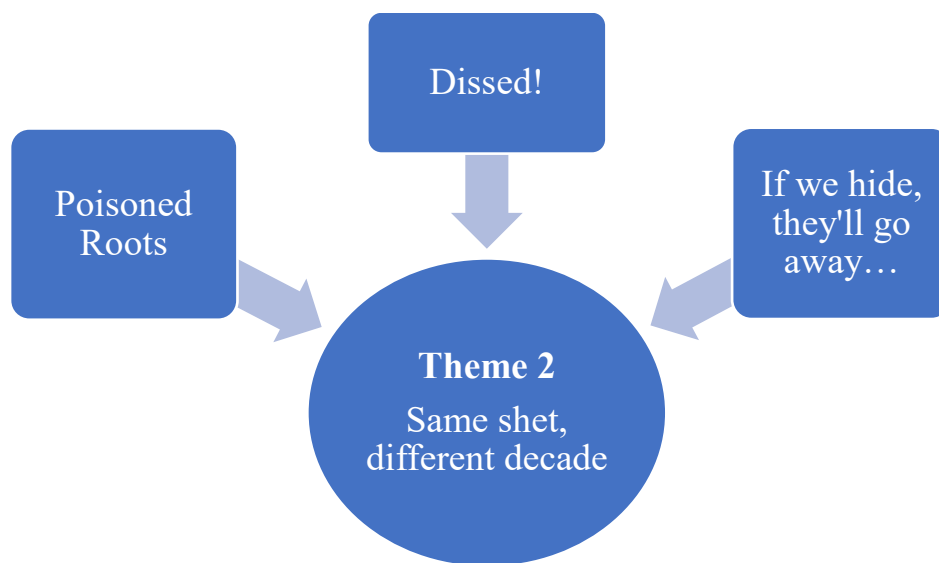 Dissed!
Poisoned
Roots
If we hide,
they'll go
away…
Theme 2
Same shet,
different decade